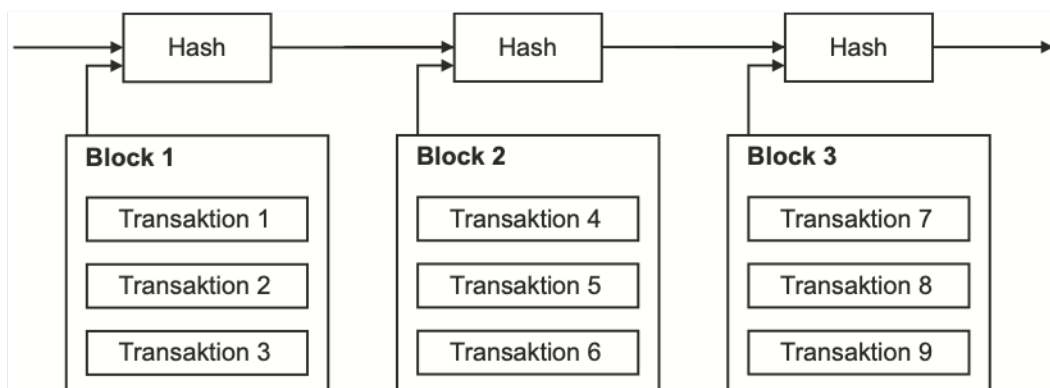 Hash
Hash
Hash
Block 1
Transaktion 1
Transaktion 2
Transaktion 3
Block 2
Transaktion 4
Transaktion 5
Transaktion 6
Block 3
Transaktion 7
Transaktion 8
Transaktion 9